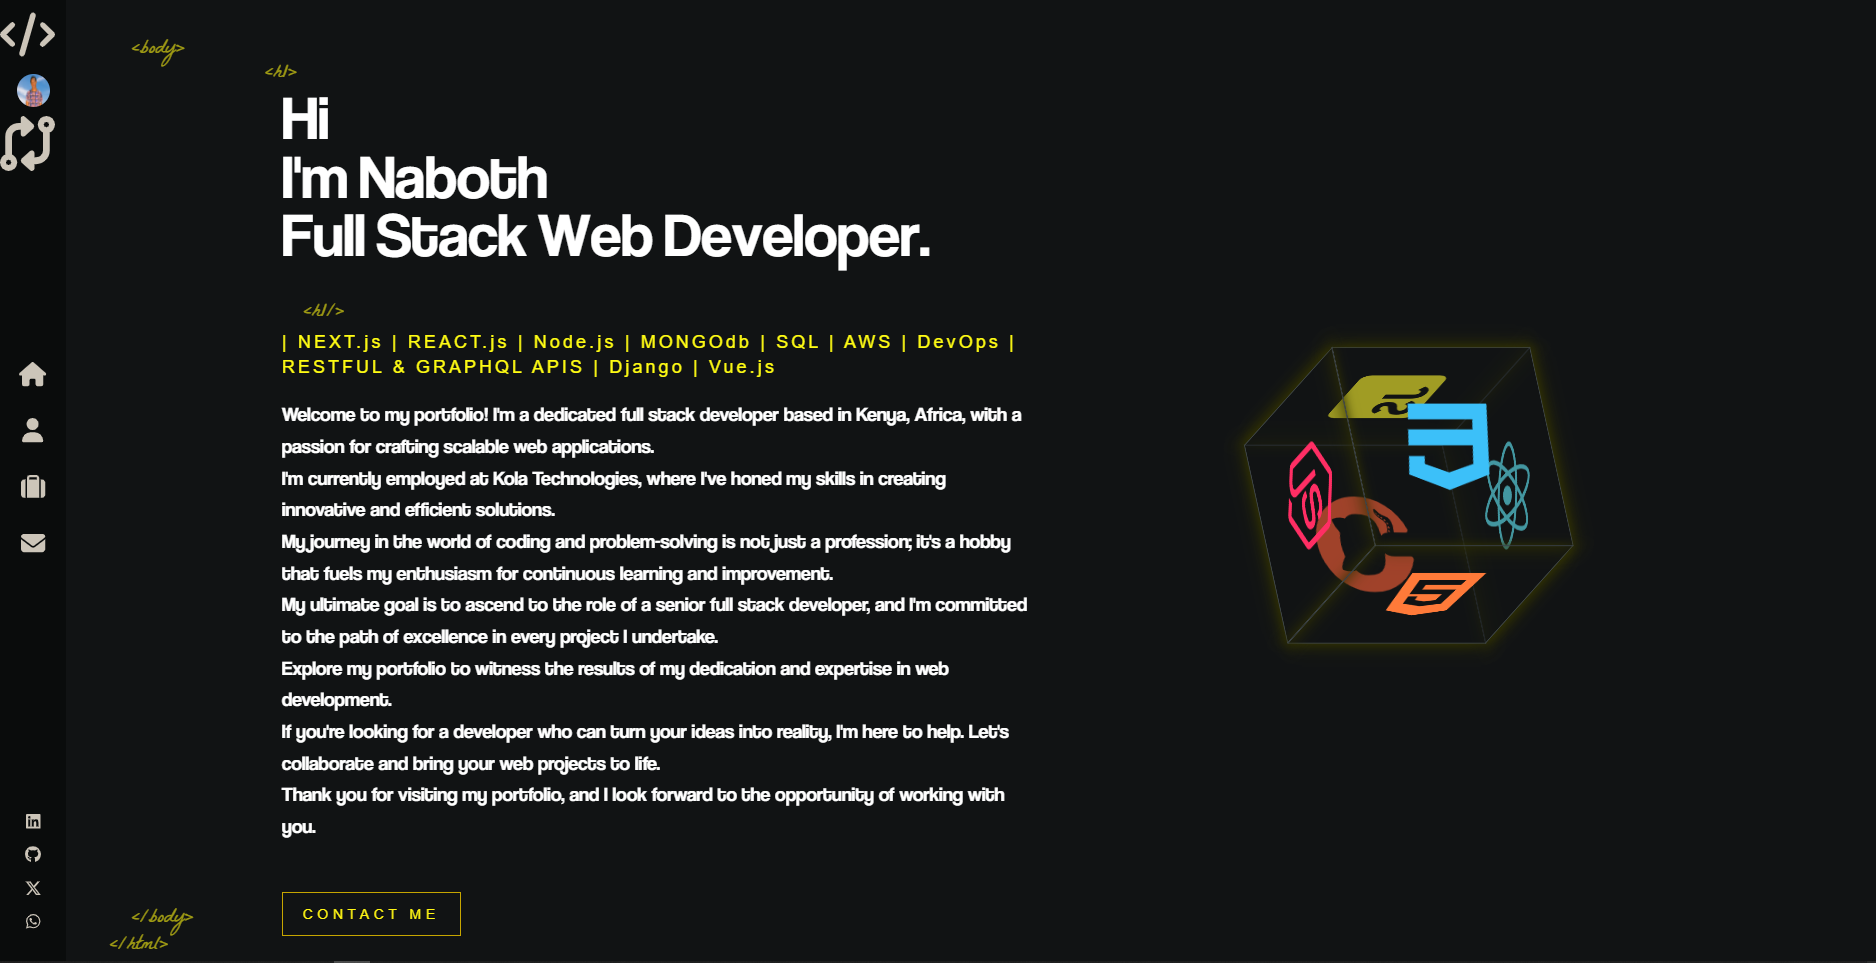 <body>
<h1>
Hi
I'm Naboth
Full Stack Web Developer.
<h1/>
| NEXT.js | REACT.js | Node.js | MONGOdb | SQL | AWS | DevOps |
RESTFUL & GRAPHQL APIS | Django | Vue.js
Welcome to my portfolio! I'm a dedicated full stack developer based in Kenya, Africa, with a
passion for crafting scalable web applications.
I'm currently employed at Kola Technologies, where I've honed my skills in creating
innovative and efficient solutions.
My journey in the world of coding and problem-solving is not just a profession; it's a hobby
that fuels my enthusiasm for continuous learning and improvement.
My ultimate goal is to ascend to the role of a senior full stack developer, and I'm committed
to the path of excellence in every project I undertake.
Explore my portfolio to witness the results of my dedication and expertise in web
development.
If you're looking for a developer who can turn your ideas into reality, I'm here to help. Let's
collaborate and bring your web projects to life.
Thank you for visiting my portfolio, and I look forward to the opportunity of working with
you.
CONTACT ME
</body>
</html>